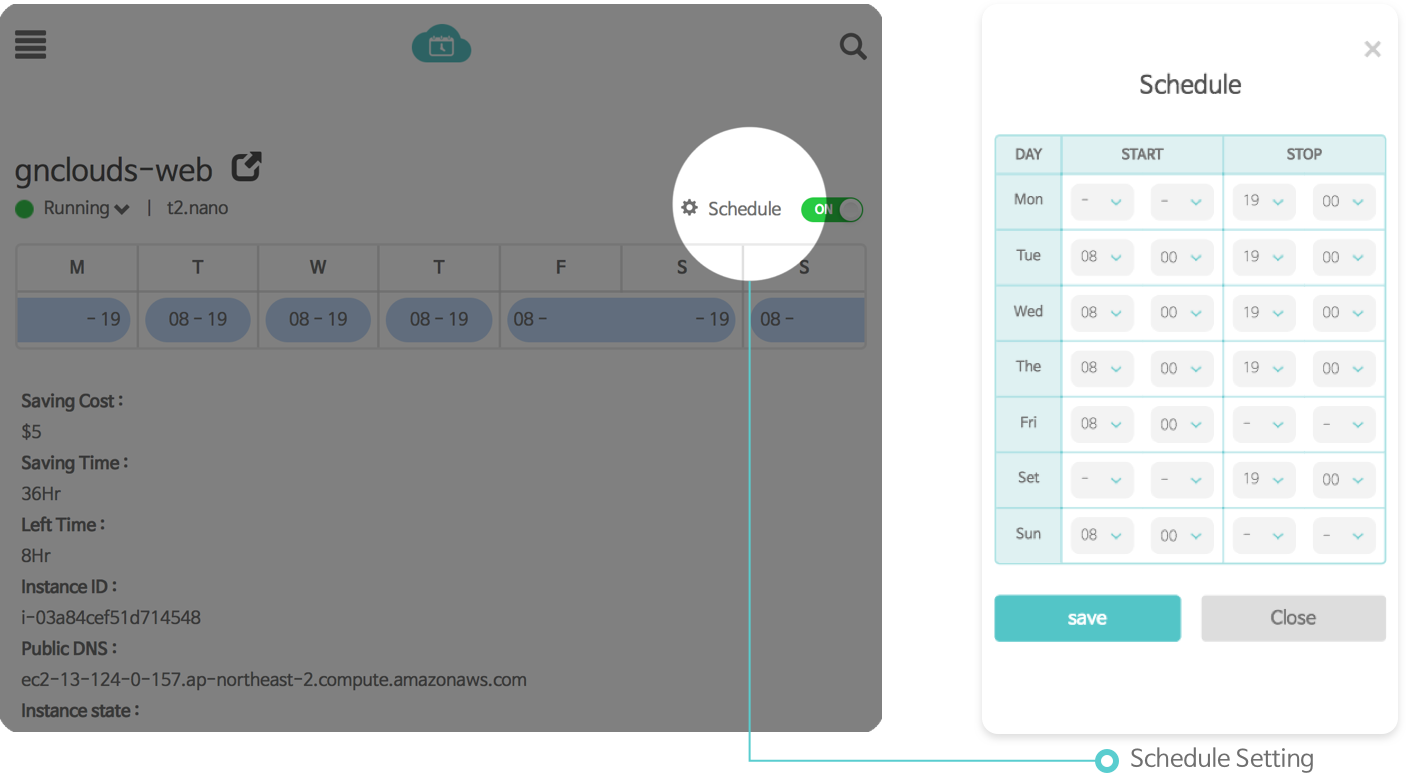 gnclouds-web
Running | t2.nano
Schedule ON
M T W T F S S
- 19 08 - 19 08 - 19 08 - 19 08 - - 19 08 -
Saving Cost :
$5
Saving Time :
36Hr
Left Time :
8Hr
Instance ID :
i-03a84cef51d714548
Public DNS :
ec2-13-124-0-157.ap-northeast-2.compute.amazonaws.com
Instance state :
×
Schedule
DAY START STOP
Mon - - 19 00
Tue 08 00 19 00
Wed 08 00 19 00
The 08 00 19 00
Fri 08 00 - -
Set - - 19 00
Sun 08 00 - -
save Close
Schedule Setting